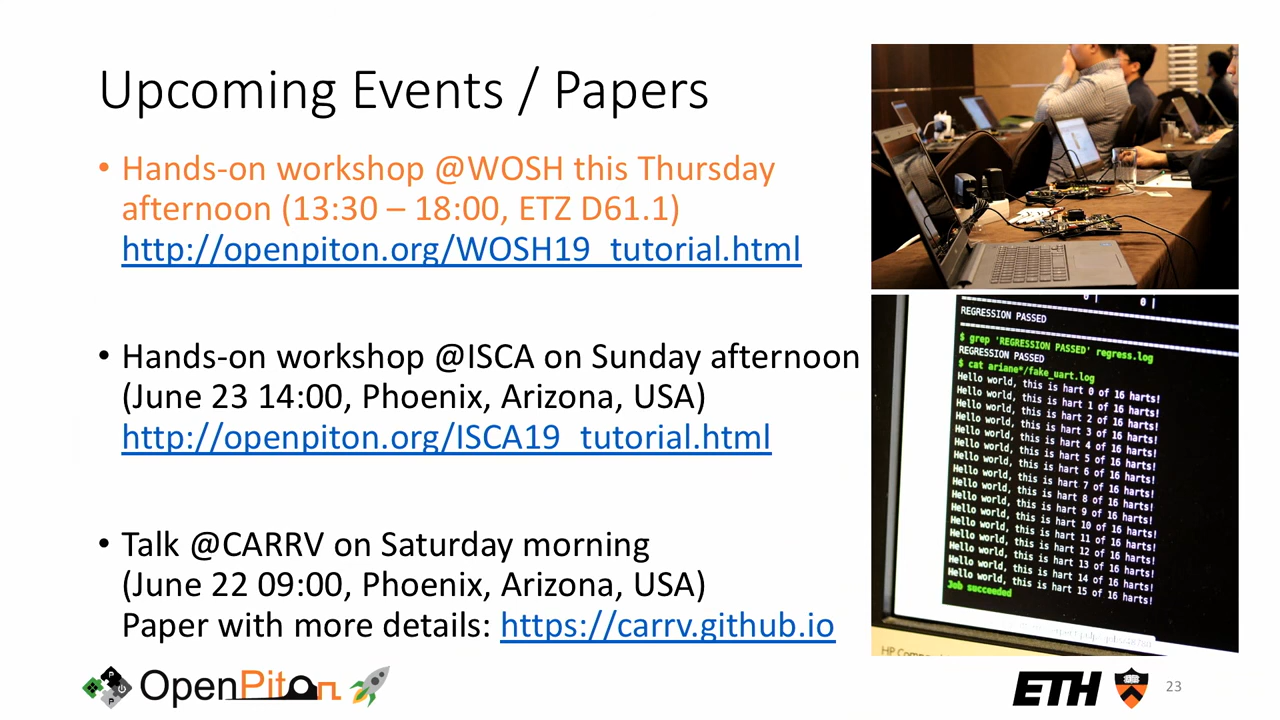 Upcoming Events / Papers
• Hands-on workshop @WOSH this Thursday
afternoon (13:30 – 18:00, ETZ D61.1)
http://openpiton.org/WOSH19_tutorial.html
• Hands-on workshop @ISCA on Sunday afternoon
(June 23 14:00, Phoenix, Arizona, USA)
http://openpiton.org/ISCA19_tutorial.html
• Talk @CARRV on Saturday morning
(June 22 09:00, Phoenix, Arizona, USA)
Paper with more details: https://carrv.github.io
0 | 0 |
REGRESSION PASSED
$ grep 'REGRESSION PASSED' regress.log
REGRESSION PASSED
$ cat ariane*/fake_uart.log
Hello world, this is hart 0 of 16 harts!
Hello world, this is hart 1 of 16 harts!
Hello world, this is hart 2 of 16 harts!
Hello world, this is hart 3 of 16 harts!
Hello world, this is hart 4 of 16 harts!
Hello world, this is hart 5 of 16 harts!
Hello world, this is hart 6 of 16 harts!
Hello world, this is hart 7 of 16 harts!
Hello world, this is hart 8 of 16 harts!
Hello world, this is hart 9 of 16 harts!
Hello world, this is hart 10 of 16 harts!
Hello world, this is hart 11 of 16 harts!
Hello world, this is hart 12 of 16 harts!
Hello world, this is hart 13 of 16 harts!
Hello world, this is hart 14 of 16 harts!
Hello world, this is hart 15 of 16 harts!
Job succeeded
HP
OpenPiton
ETH
23